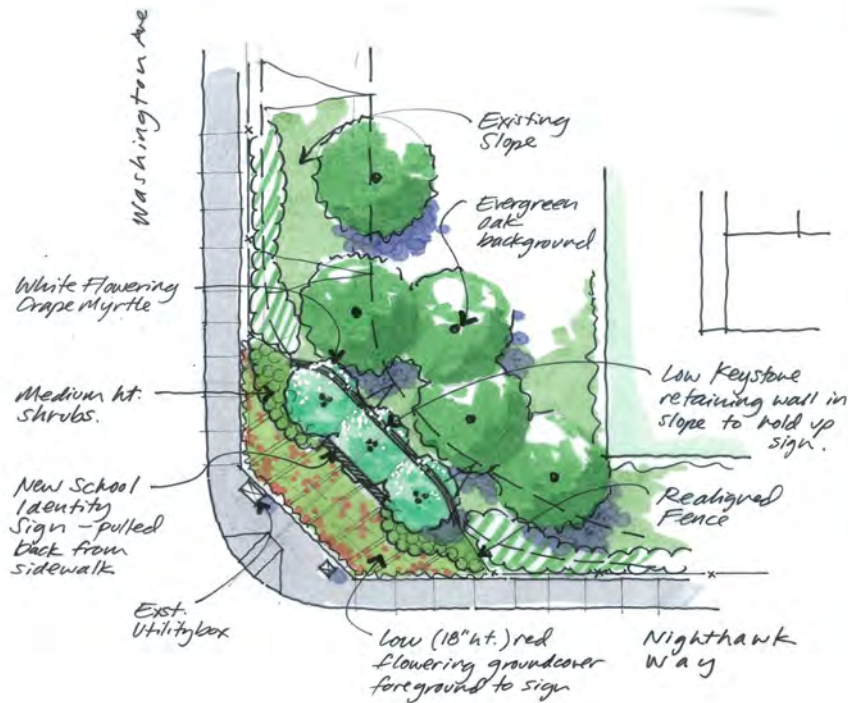 Washington Ave
Existing
Slope
Evergreen
oak
background
White Flowering
Crape Myrtle
Medium ht.
shrubs.
Low Keystone
retaining wall in
slope to hold up
sign.
New School
Identity
Sign - pulled
back from
sidewalk
Realigned
Fence
Exst.
Utilitybox
Low (18" ht.) red
flowering groundcover
foreground to sign
Nighthawk
Way